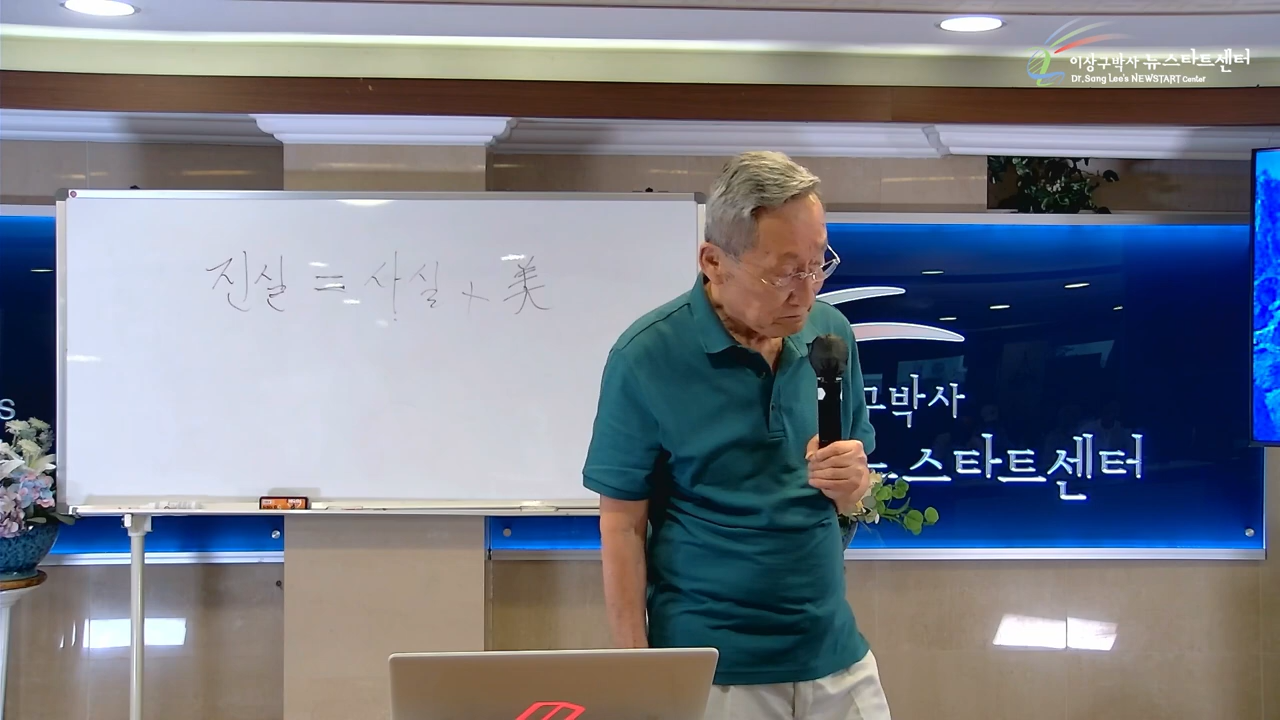 이상구박사 뉴스타트센터
Dr. Sang Lee's NEWSTART Center
진실 = 사실 + 美
S
구박사
뉴스타트센터